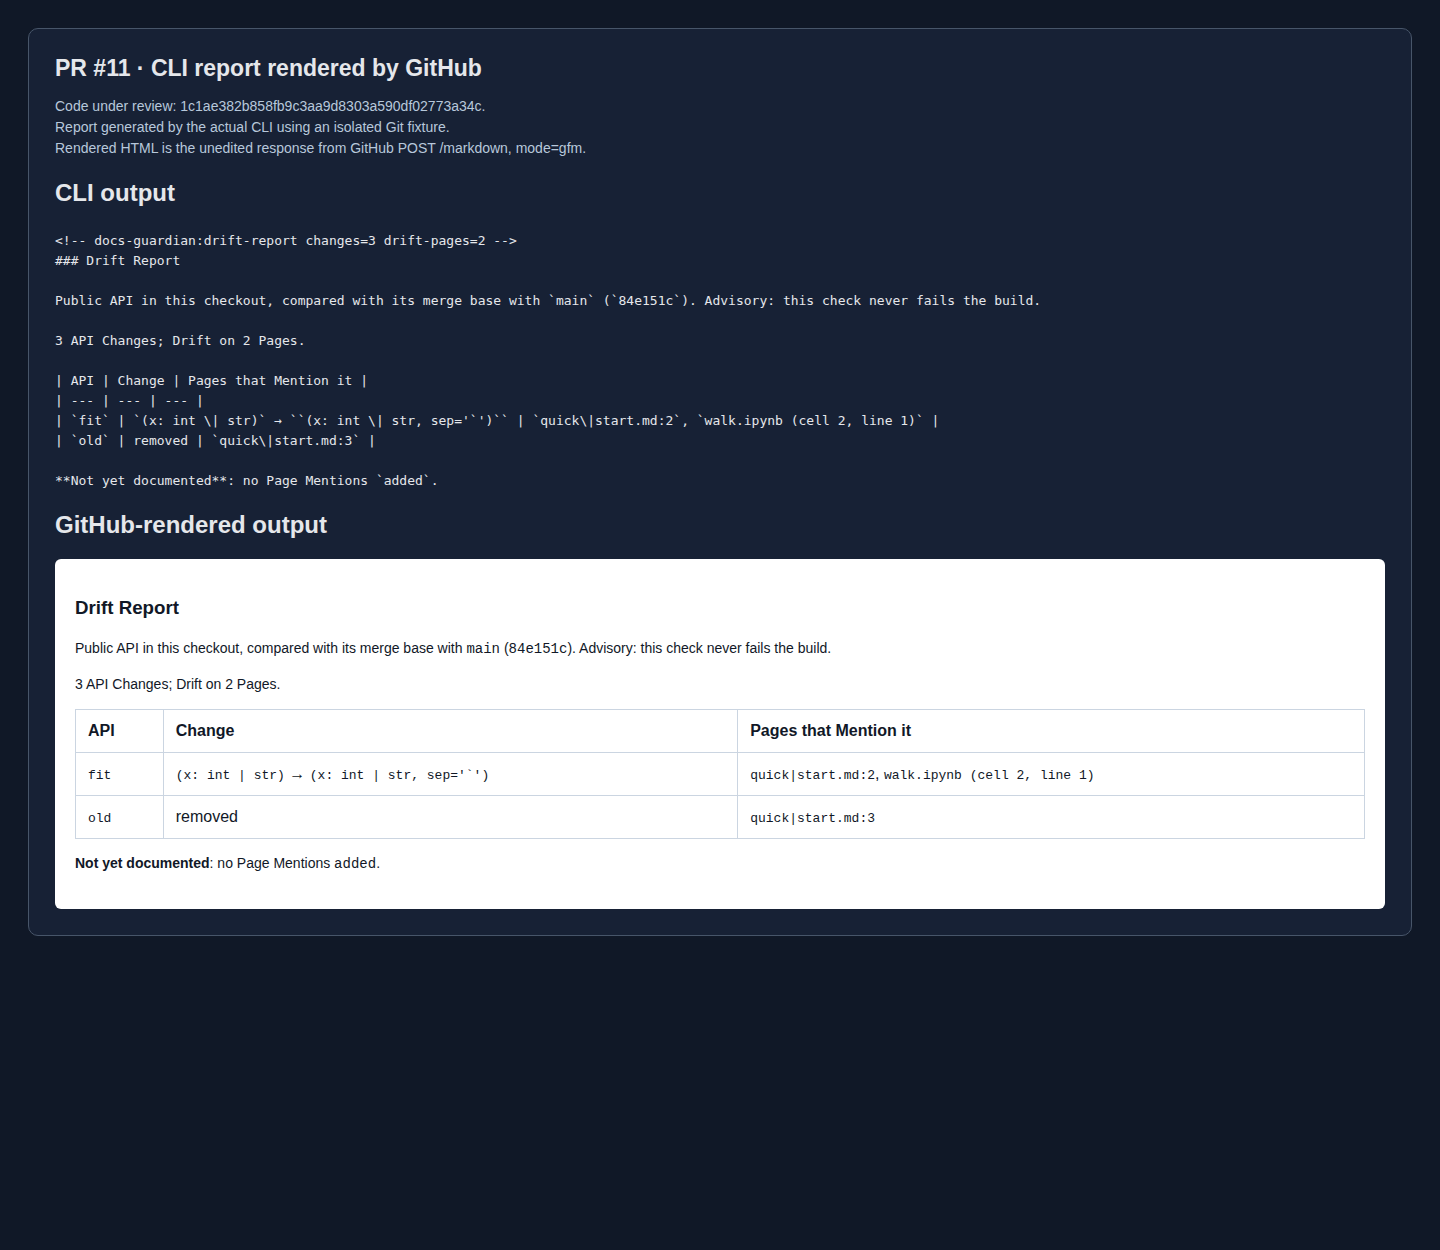 PR #11 · CLI report rendered by GitHub
Code under review: 1c1ae382b858fb9c3aa9d8303a590df02773a34c.
Report generated by the actual CLI using an isolated Git fixture.
Rendered HTML is the unedited response from GitHub POST /markdown, mode=gfm.
CLI output
<!-- docs-guardian:drift-report changes=3 drift-pages=2 -->
### Drift Report
Public API in this checkout, compared with its merge base with `main` (`84e151c`). Advisory: this check never fails the build.
3 API Changes; Drift on 2 Pages.
| API | Change | Pages that Mention it |
| --- | --- | --- |
| `fit` | `(x: int \| str)` → ``(x: int \| str, sep='`')`` | `quick\|start.md:2`, `walk.ipynb (cell 2, line 1)` |
| `old` | removed | `quick\|start.md:3` |
**Not yet documented**: no Page Mentions `added`.
GitHub-rendered output
Drift Report
Public API in this checkout, compared with its merge base with main (84e151c). Advisory: this check never fails the build.
3 API Changes; Drift on 2 Pages.
API Change Pages that Mention it
fit (x: int | str) → (x: int | str, sep='`') quick|start.md:2, walk.ipynb (cell 2, line 1)
old removed quick|start.md:3
Not yet documented: no Page Mentions added.